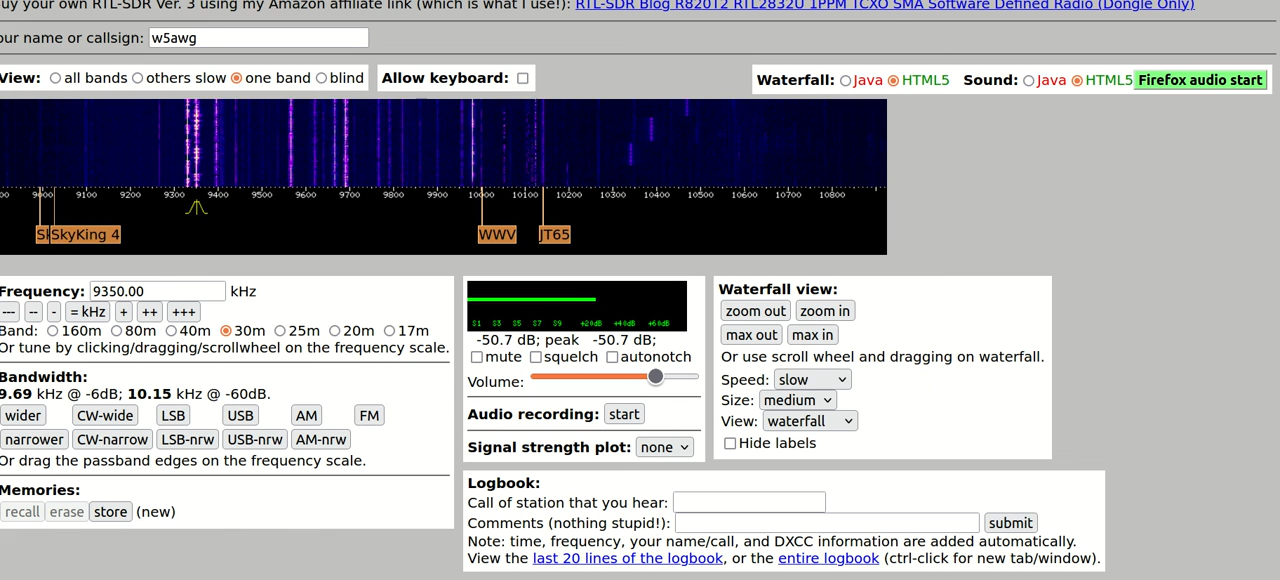 uy your own RTL-SDR Ver. 3 using my Amazon affiliate link (which is what I use!): RTL-SDR Blog R820T2 RTL2832U 1PPM TCXO SMA Software Defined Radio (Dongle Only)
our name or callsign: w5awg
View: all bands others slow one band blind Allow keyboard: Waterfall: Java HTML5 Sound: Java HTML5 Firefox audio start
00 9000 9100 9200 9300 9400 9500 9600 9700 9800 9900 10000 10100 10200 10300 10400 10500 10600 10700 10800
SkyKing 4 WWV JT65
Frequency: 9350.00 kHz
--- -- - = kHz + ++ +++
Band: 160m 80m 40m 30m 25m 20m 17m
Or tune by clicking/dragging/scrollwheel on the frequency scale.
Bandwidth:
9.69 kHz @ -6dB; 10.15 kHz @ -60dB.
wider CW-wide LSB USB AM FM
narrower CW-narrow LSB-nrw USB-nrw AM-nrw
Or drag the passband edges on the frequency scale.
Memories:
recall erase store (new)
S1 S3 S5 S7 S9 +20dB +40dB +60dB
-50.7 dB; peak -50.7 dB;
mute squelch autonotch
Volume:
Audio recording: start
Signal strength plot: none
Waterfall view:
zoom out zoom in
max out max in
Or use scroll wheel and dragging on waterfall.
Speed: slow
Size: medium
View: waterfall
Hide labels
Logbook:
Call of station that you hear:
Comments (nothing stupid!): submit
Note: time, frequency, your name/call, and DXCC information are added automatically.
View the last 20 lines of the logbook, or the entire logbook (ctrl-click for new tab/window).